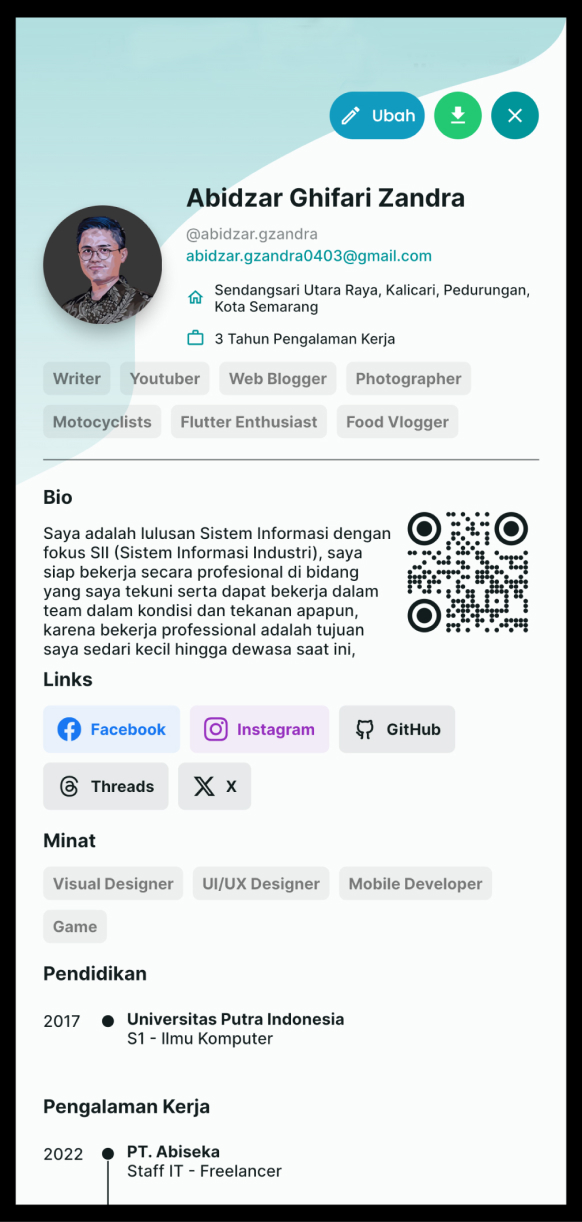 Ubah
Abidzar Ghifari Zandra
@abidzar.gzandra
abidzar.gzandra0403@gmail.com
Sendangsari Utara Raya, Kalicari, Pedurungan,
Kota Semarang
3 Tahun Pengalaman Kerja
Writer Youtuber Web Blogger Photographer
Motocyclists Flutter Enthusiast Food Vlogger
Bio
Saya adalah lulusan Sistem Informasi dengan
fokus SII (Sistem Informasi Industri), saya
siap bekerja secara profesional di bidang
yang saya tekuni serta dapat bekerja dalam
team dalam kondisi dan tekanan apapun,
karena bekerja professional adalah tujuan
saya sedari kecil hingga dewasa saat ini,
Links
Facebook Instagram GitHub
Threads X
Minat
Visual Designer UI/UX Designer Mobile Developer
Game
Pendidikan
2017 Universitas Putra Indonesia
S1 - Ilmu Komputer
Pengalaman Kerja
2022 PT. Abiseka
Staff IT - Freelancer